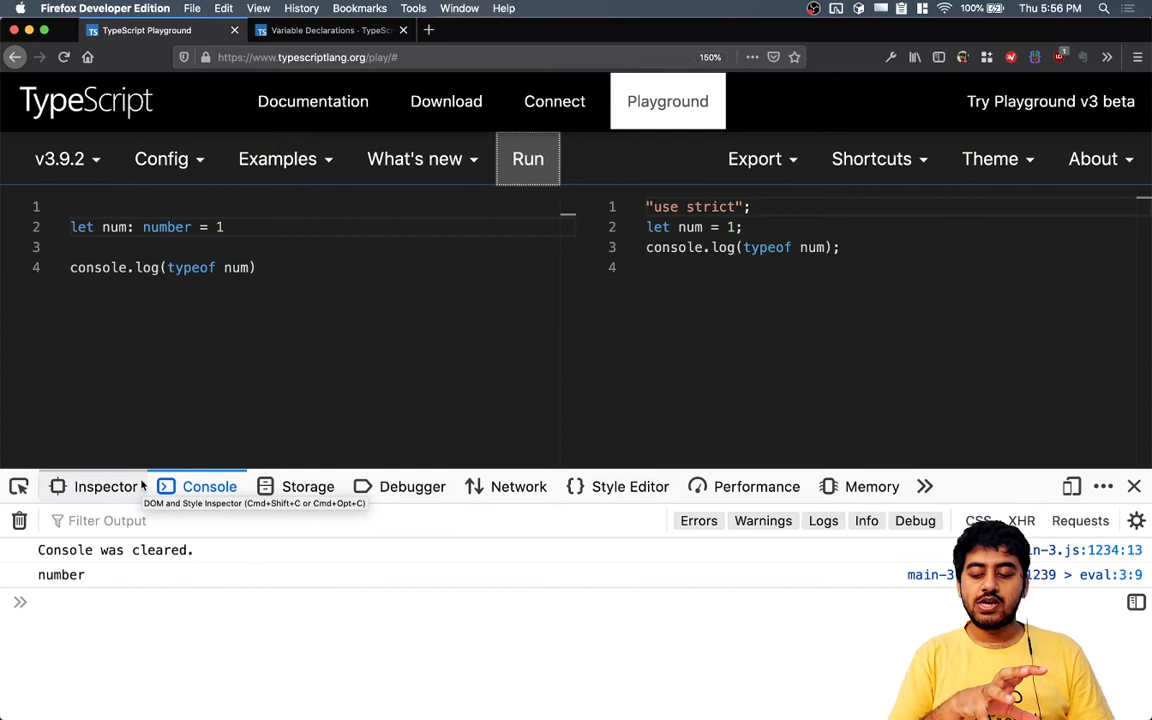 Firefox Developer Edition File Edit View History Bookmarks Tools Window Help 100% Thu 5:56 PM
TS TypeScript Playground TS Variable Declarations - TypeSc
https://www.typescriptlang.org/play/# 150%
TypeScript Documentation Download Connect Playground Try Playground v3 beta
v3.9.2 Config Examples What's new Run Export Shortcuts Theme About
1
2 let num: number = 1
3
4 console.log(typeof num)
1 "use strict";
2 let num = 1;
3 console.log(typeof num);
4
Inspector Console Storage Debugger Network Style Editor Performance Memory
DOM and Style Inspector (Cmd+Shift+C or Cmd+Opt+C)
Filter Output Errors Warnings Logs Info Debug CSS XHR Requests
Console was cleared. n-3.js:1234:13
number main-3 1239 > eval:3:9